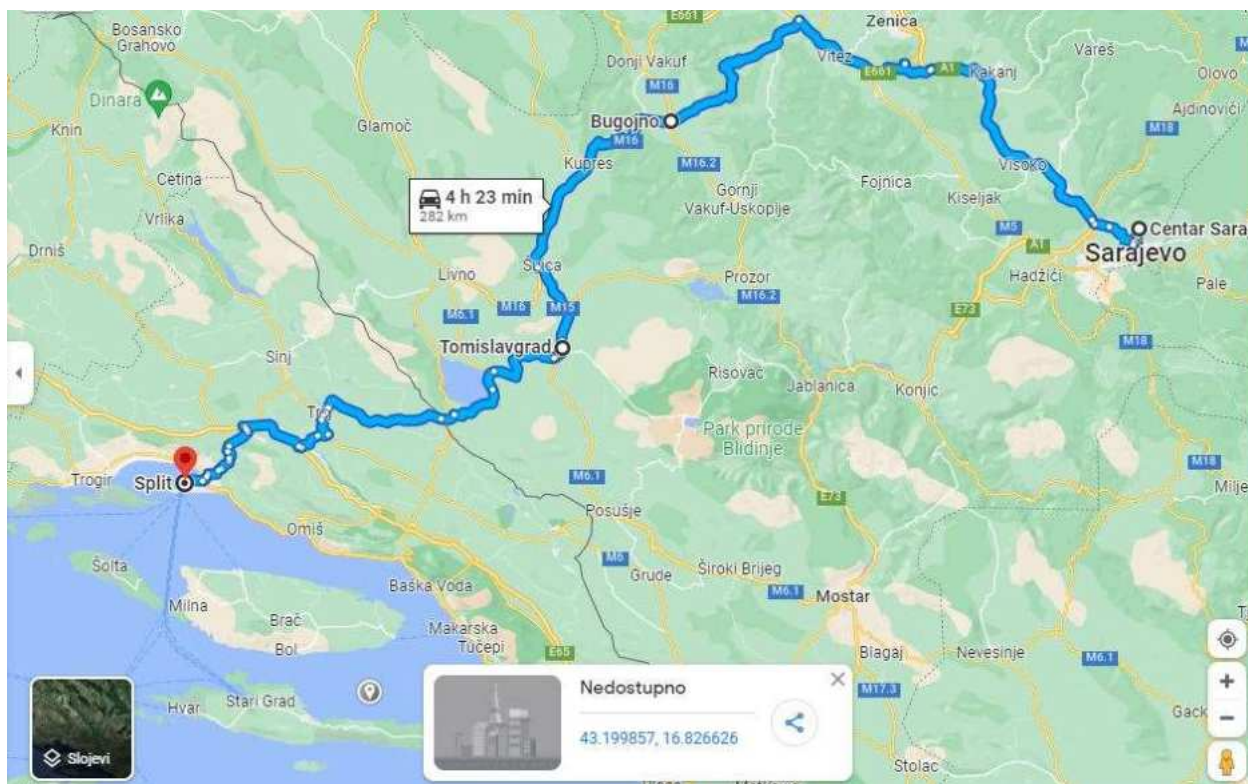 Bosansko
Grahovo
E661
Zenica
Vareš
Olovo
Donji Vakuf
Vitez
E661
A1
Kakanj
Dinara
M16
Ajdinovići
Glamoč
Bugojno
M18
Knin
M16
Kupres
M16.2
Visoko
Cetina
4 h 23 min
282 km
Gornji
Vakuf-Uskoplje
Fojnica
Kiseljak
Vrlika
M5
Centar Sara
Drniš
A1
Sarajevo
Livno
Prozor
Hadžići
Pale
M16.2
M16
M15
E73
M6.1
M18
Sinj
Tomislavgrad
Risovac
Jablanica
Konjic
Park prirode
Blidinje
M18
M6.1
E73
Trogir
Split
Milje
Omiš
Posušje
M6
Šolta
Grude
Široki Brijeg
M6.1
Baška Voda
Milna
Mostar
Brač
Bol
Makarska
Tučepi
E65
Blagaj
Nevesinje
M6.1
Nedostupno
M17.3
Hvar
Stari Grad
43.199857, 16.826626
Gack
Slojevi
Stolac